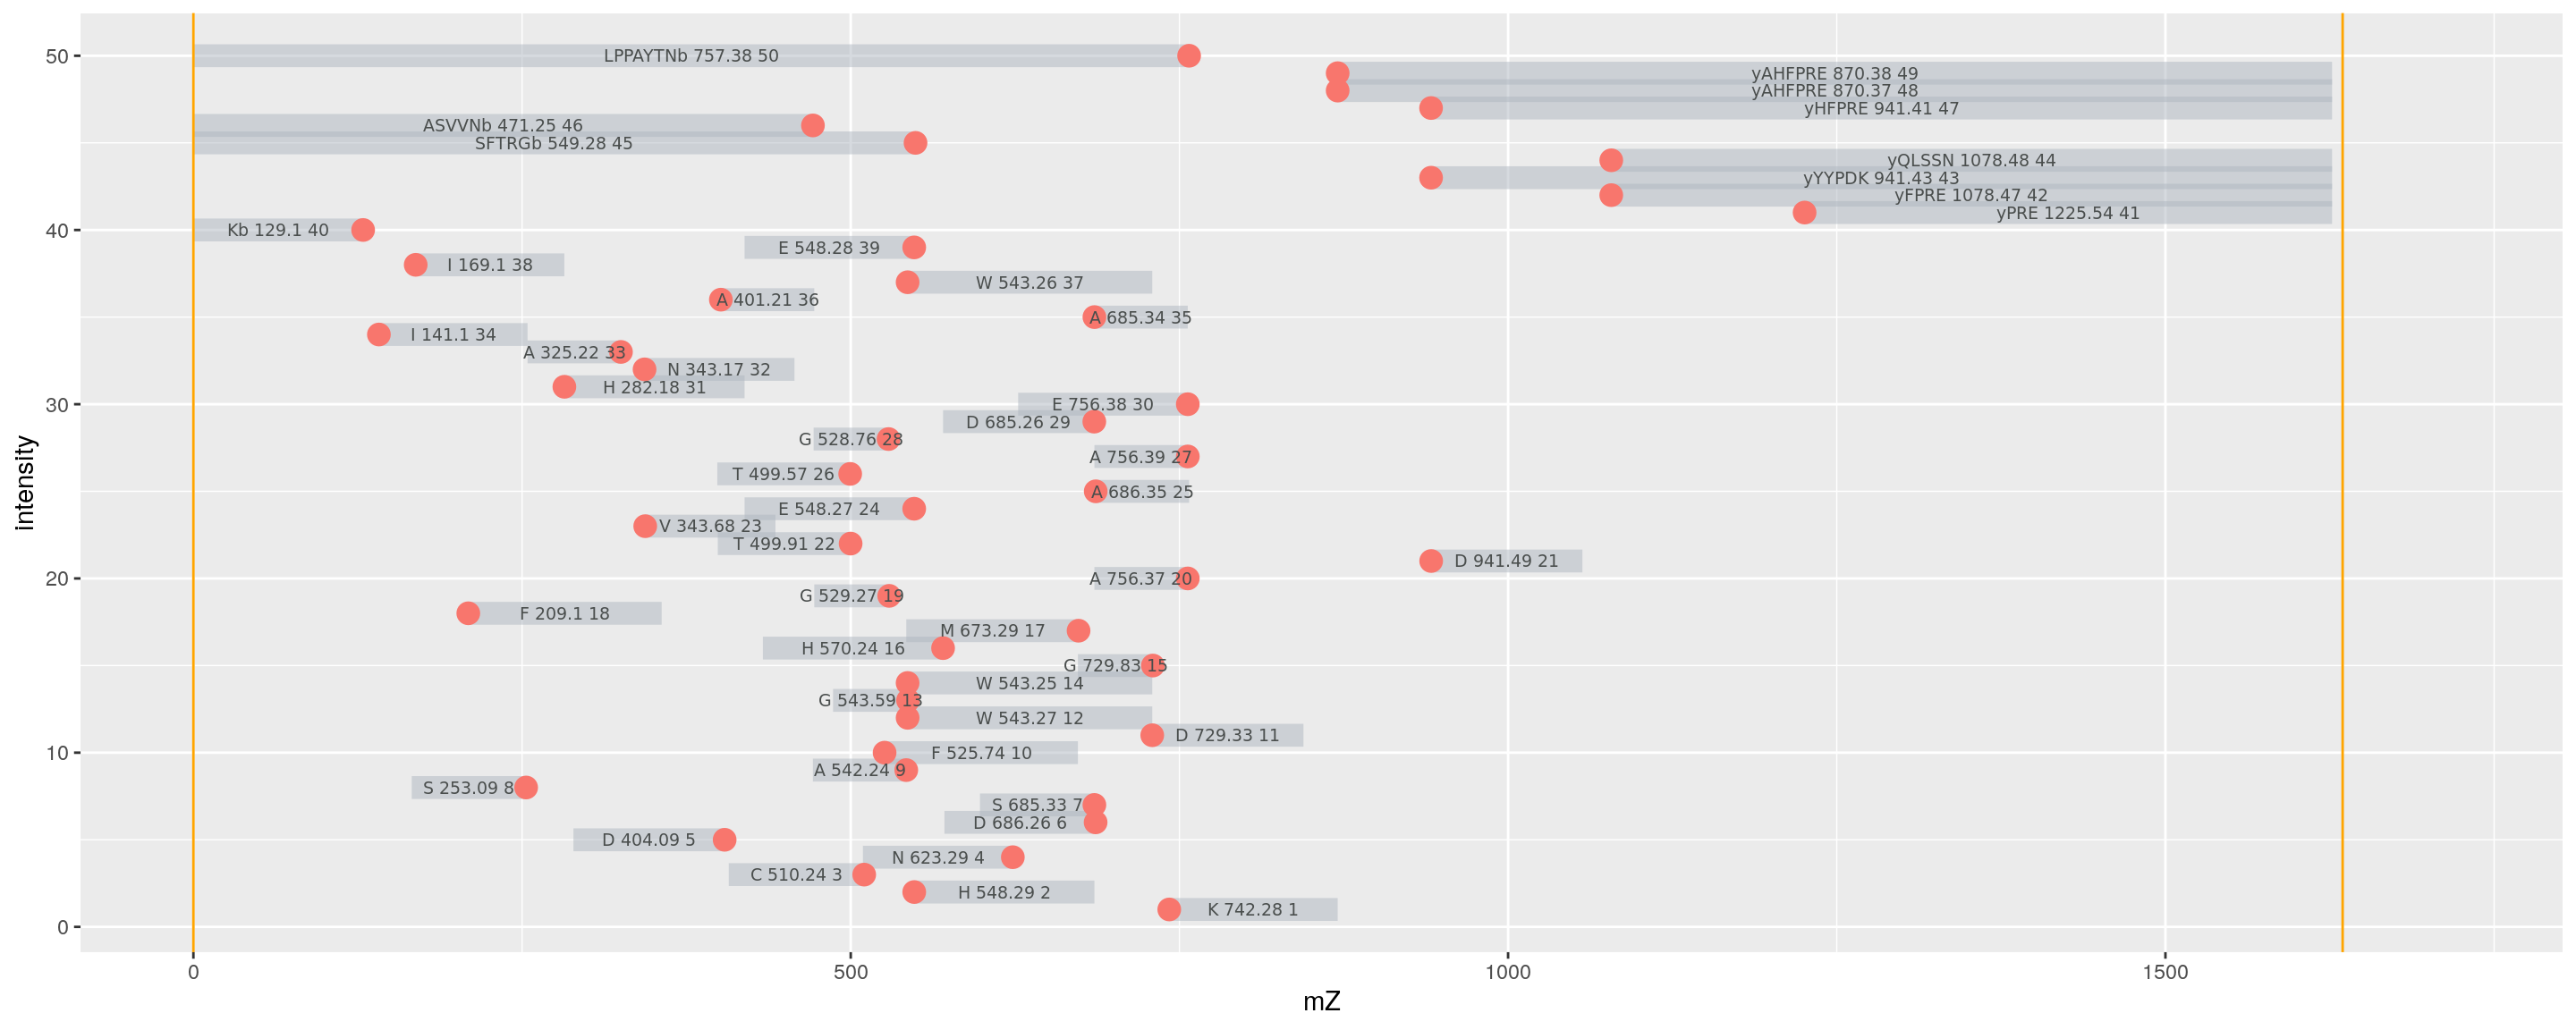 50
LPPAYTNb 757.38 50
yAHFPRE 870.38 49
yAHFPRE 870.37 48
yHFPRE 941.41 47
ASVVNb 471.25 46
SFTRGb 549.28 45
yQLSSN 1078.48 44
yYYPDK 941.43 43
yFPRE 1078.47 42
yPRE 1225.54 41
40
Kb 129.1 40
E 548.28 39
I 169.1 38
W 543.26 37
A 401.21 36
A 685.34 35
I 141.1 34
A 325.22 33
N 343.17 32
H 282.18 31
30
E 756.38 30
D 685.26 29
G 528.76 28
A 756.39 27
T 499.57 26
A 686.35 25
E 548.27 24
V 343.68 23
T 499.91 22
D 941.49 21
20
A 756.37 20
G 529.27 19
F 209.1 18
M 673.29 17
H 570.24 16
G 729.83 15
W 543.25 14
G 543.59 13
W 543.27 12
D 729.33 11
10
F 525.74 10
A 542.24 9
S 253.09 8
S 685.33 7
D 686.26 6
D 404.09 5
N 623.29 4
C 510.24 3
H 548.29 2
K 742.28 1
0
intensity
0 500 1000 1500
mZ